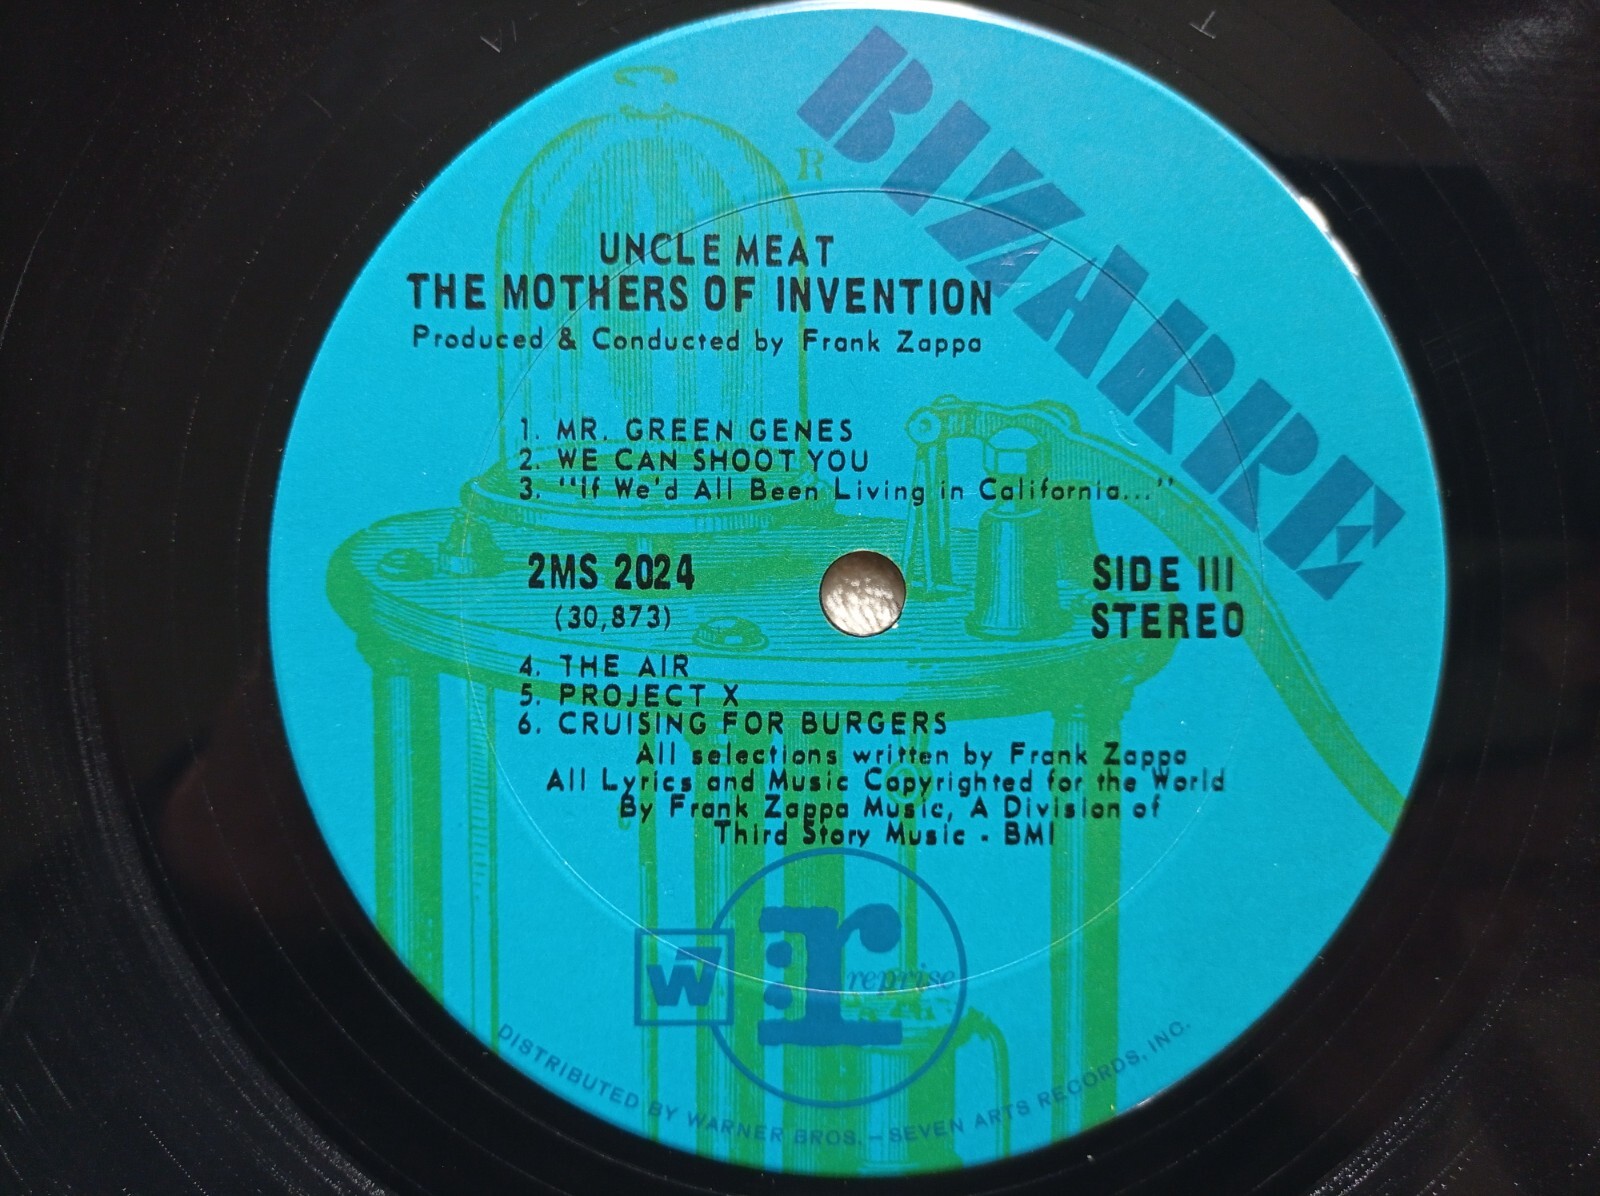 BIZARRE
R
UNCLE MEAT
THE MOTHERS OF INVENTION
Produced & Conducted by Frank Zappa
1. MR. GREEN GENES
2. WE CAN SHOOT YOU
3. "If We'd All Been Living in California..."
2MS 2024
(30,873)
SIDE III
STEREO
4. THE AIR
5. PROJECT X
6. CRUISING FOR BURGERS
All selections written by Frank Zappa
All Lyrics and Music Copyrighted for the World
By Frank Zappa Music, A Division of
Third Story Music - BMI
W
r
reprise
DISTRIBUTED BY WARNER BROS. – SEVEN ARTS RECORDS, INC.